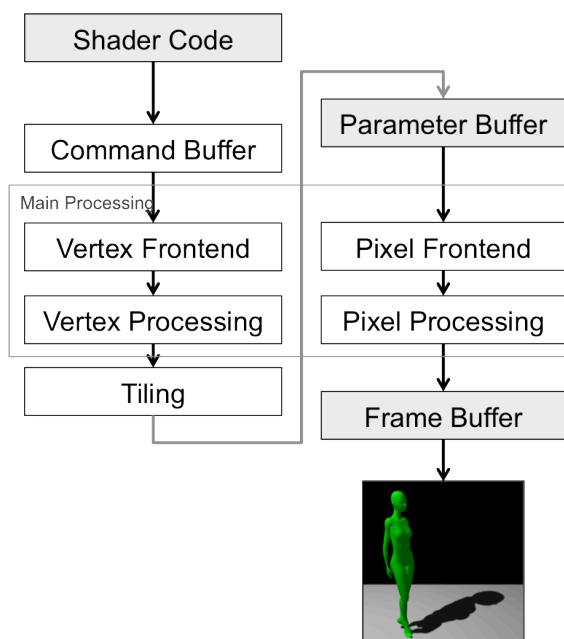 Shader Code
Command Buffer
Main Processing
Vertex Frontend
Vertex Processing
Tiling
Parameter Buffer
Pixel Frontend
Pixel Processing
Frame Buffer